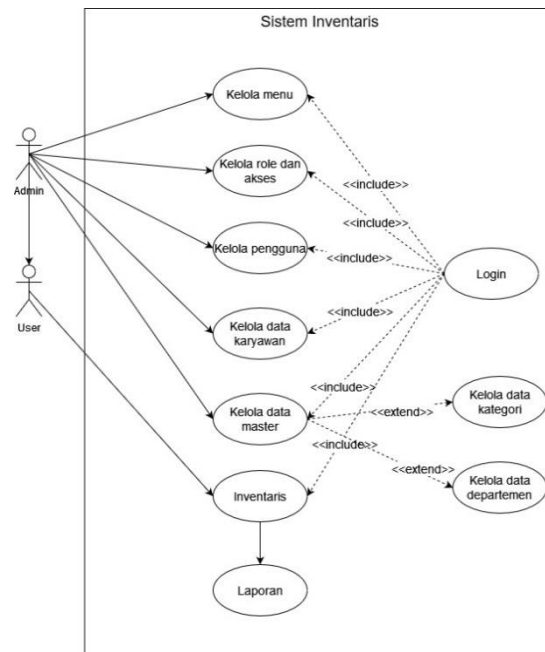 Sistem Inventaris
Kelola menu
Kelola role dan
akses
Admin
<<include>>
<<include>>
Kelola pengguna
<<include>>
Login
User
<<include>>
Kelola data
karyawan
<<include>>
Kelola data
master
<<extend>>
Kelola data
kategori
<<include>>
<<extend>>
Kelola data
departemen
Inventaris
Laporan